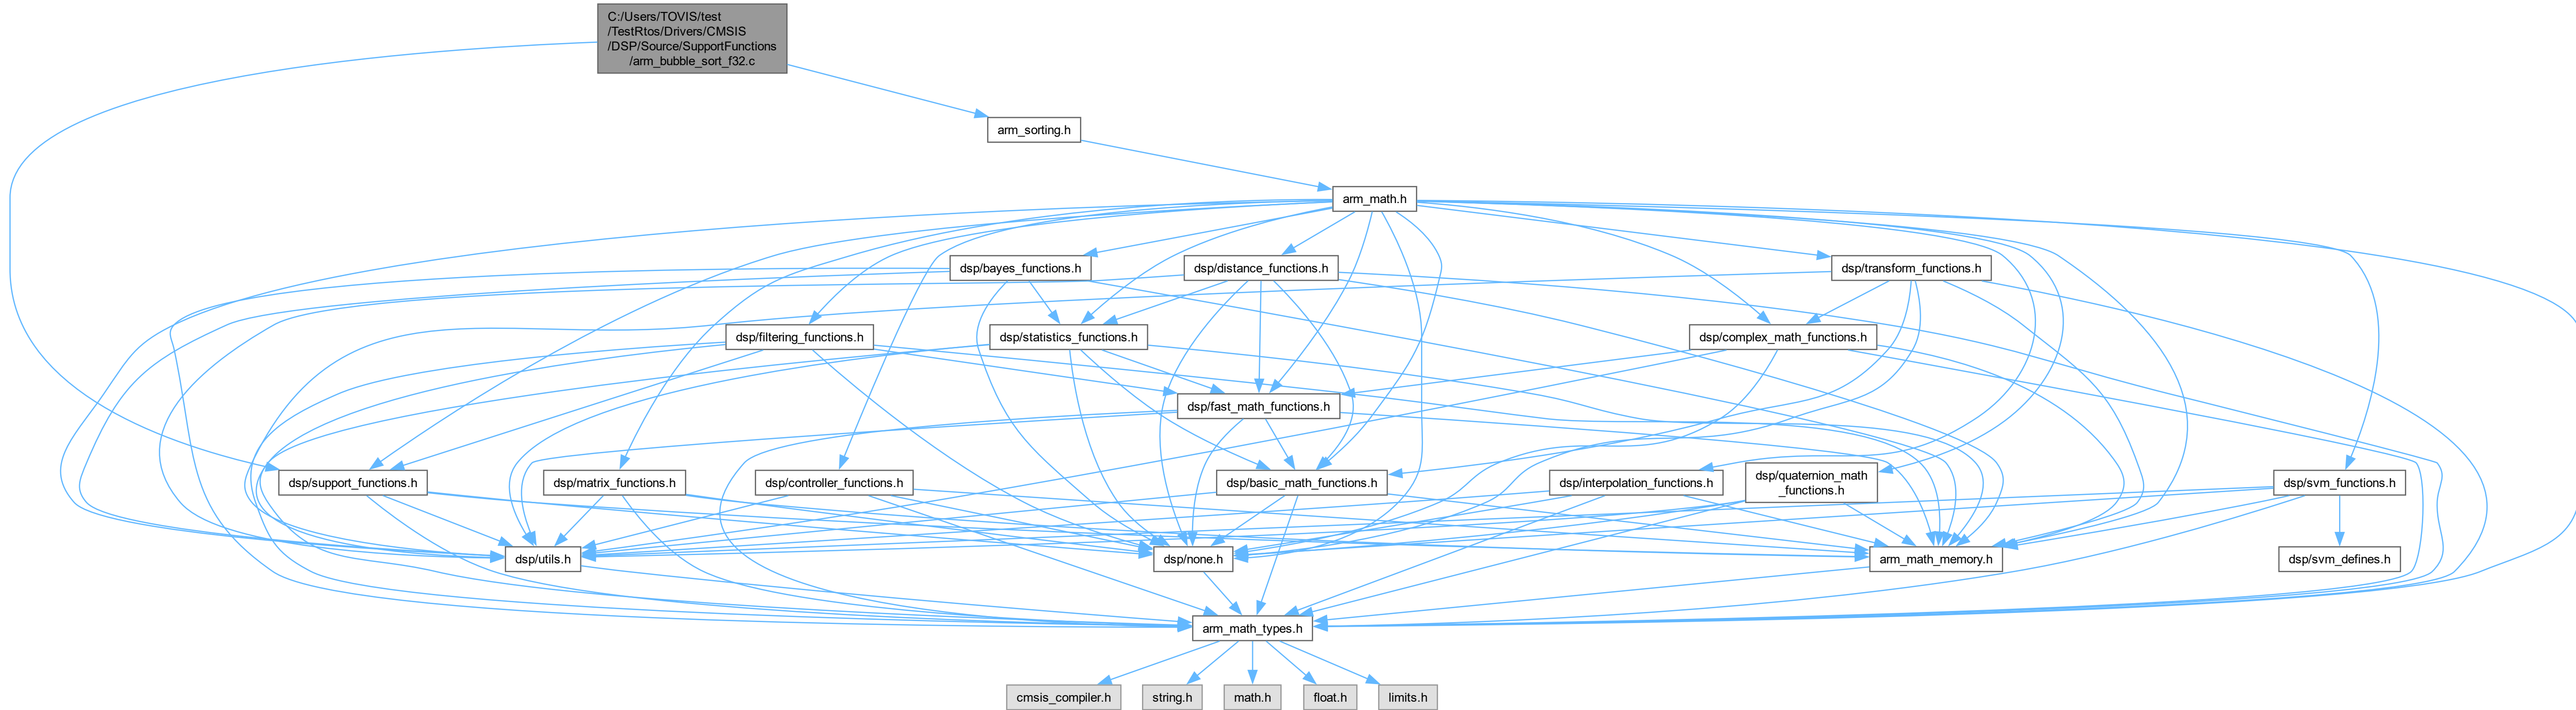 C:/Users/TOVIS/test
/TestRtos/Drivers/CMSIS
/DSP/Source/SupportFunctions
/arm_bubble_sort_f32.c
arm_sorting.h
arm_math.h
dsp/bayes_functions.h
dsp/distance_functions.h
dsp/transform_functions.h
dsp/filtering_functions.h
dsp/statistics_functions.h
dsp/complex_math_functions.h
dsp/fast_math_functions.h
dsp/support_functions.h
dsp/matrix_functions.h
dsp/controller_functions.h
dsp/basic_math_functions.h
dsp/interpolation_functions.h
dsp/quaternion_math
_functions.h
dsp/svm_functions.h
dsp/utils.h
dsp/none.h
arm_math_memory.h
dsp/svm_defines.h
arm_math_types.h
cmsis_compiler.h
string.h
math.h
float.h
limits.h